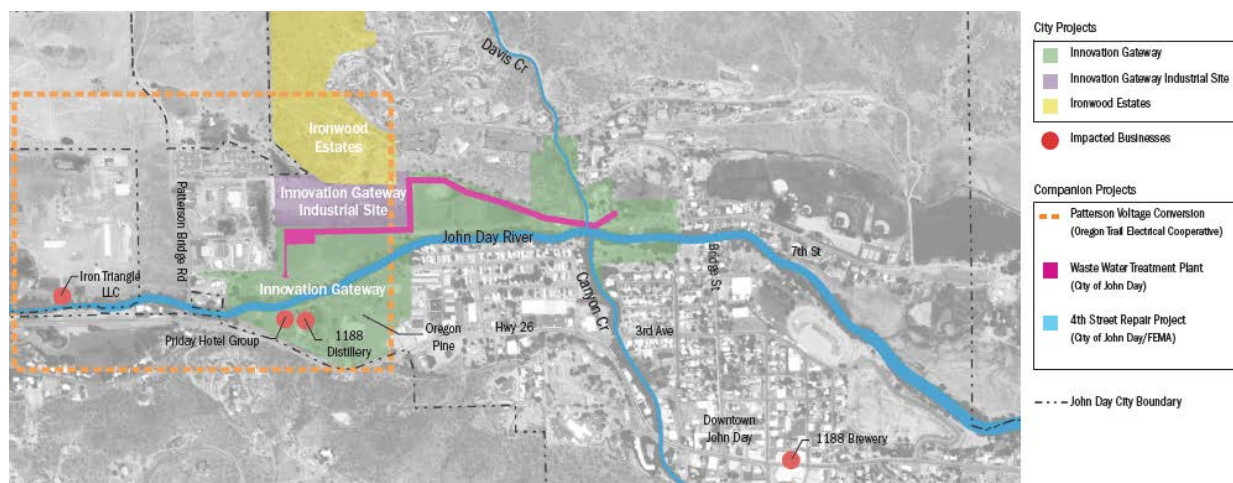 Davis Cr
Ironwood
Estates
Innovation Gateway
Industrial Site
Patterson Bridge Rd
John Day River
Bridge St
7th St
Iron Triangle
LLC
Innovation Gateway
Canyon Cr
Priday Hotel Group
1188
Distillery
Oregon
Pine
Hwy 26
3rd Ave
Downtown
John Day
1188 Brewery
City Projects
Innovation Gateway
Innovation Gateway Industrial Site
Ironwood Estates
Impacted Businesses
Companion Projects
Patterson Voltage Conversion
(Oregon Trail Electrical Cooperative)
Waste Water Treatment Plant
(City of John Day)
4th Street Repair Project
(City of John Day/FEMA)
John Day City Boundary